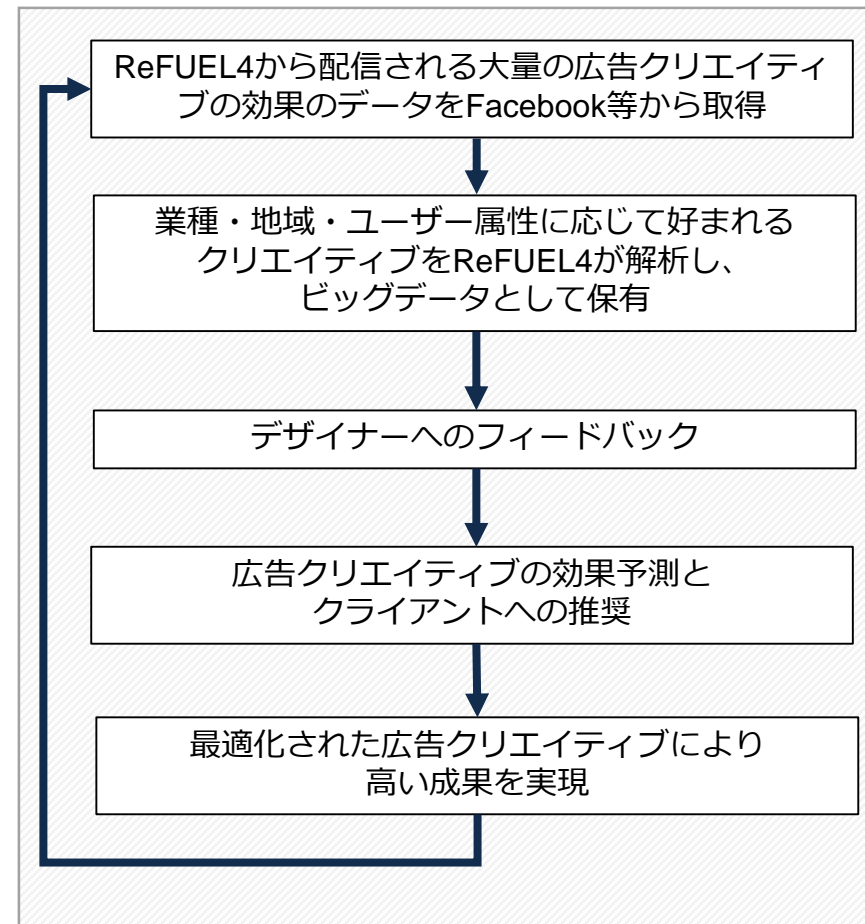 ReFUEL4から配信される大量の広告クリエイティ
ブの効果のデータをFacebook等から取得
業種・地域・ユーザー属性に応じて好まれる
クリエイティブをReFUEL4が解析し、
ビッグデータとして保有
デザイナーへのフィードバック
広告クリエイティブの効果予測と
クライアントへの推奨
最適化された広告クリエイティブにより
高い成果を実現